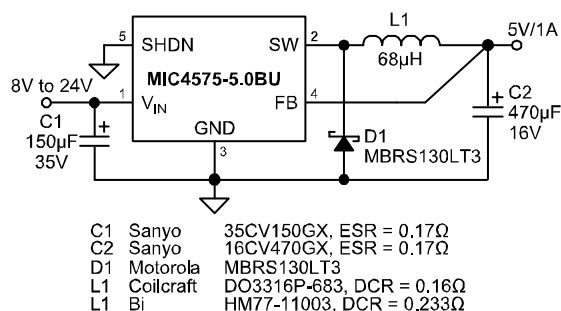 L1
5V/1A
5
SHDN
SW
2
68µH
MIC4575-5.0BU
8V to 24V
1
VIN
FB
4
C2
470µF
16V
C1
150µF
35V
GND
3
D1
MBRS130LT3
C1 Sanyo 35CV150GX, ESR = 0.17Ω
C2 Sanyo 16CV470GX, ESR = 0.17Ω
D1 Motorola MBRS130LT3
L1 Coilcraft DO3316P-683, DCR = 0.16Ω
L1 Bi HM77-11003, DCR = 0.233Ω